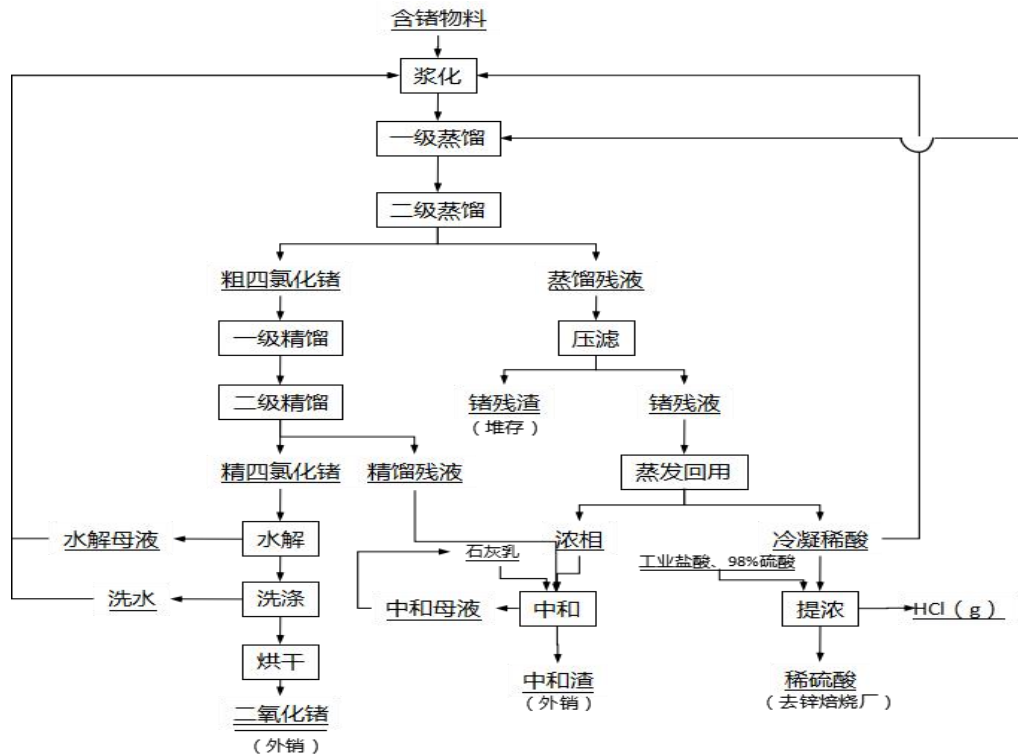 含锗物料
浆化
一级蒸馏
二级蒸馏
粗四氯化锗
蒸馏残液
一级精馏
压滤
二级精馏
锗残渣
（堆存）
锗残液
精四氯化锗
精馏残液
蒸发回用
水解母液
水解
石灰乳
浓相
冷凝稀酸
工业盐酸、98%硫酸
洗水
洗涤
中和母液
中和
提浓
HCl（g）
烘干
中和渣
（外销）
稀硫酸
（去锌焙烧厂）
二氧化锗
（外销）